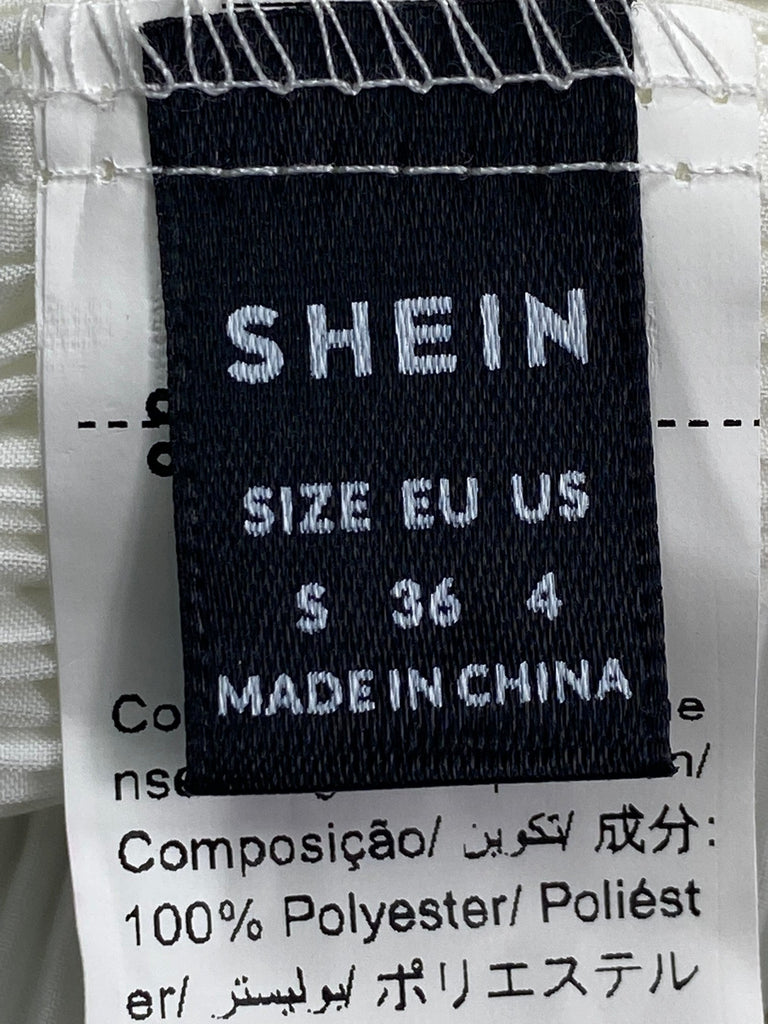 SHEIN
SIZE EU US
S 36 4
MADE IN CHINA
Composição/ تكوين/ 成分:
100% Polyester/ Poliést
er/ بوليستر/ ポリエステル